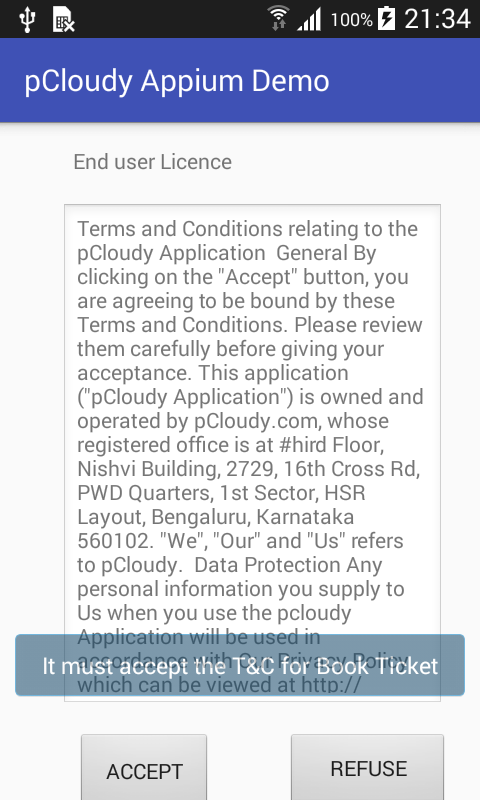 100% 21:34
pCloudy Appium Demo
End user Licence
Terms and Conditions relating to the
pCloudy Application  General By
clicking on the "Accept" button, you
are agreeing to be bound by these
Terms and Conditions. Please review
them carefully before giving your
acceptance. This application
("pCloudy Application") is owned and
operated by pCloudy.com, whose
registered office is at #hird Floor,
Nishvi Building, 2729, 16th Cross Rd,
PWD Quarters, 1st Sector, HSR
Layout, Bengaluru, Karnataka
560102. "We", "Our" and "Us" refers
to pCloudy.  Data Protection Any
personal information you supply to
Us when you use the pcloudy
Application will be used in
accordance with Our Privacy Policy
It must accept the T&C for Book Ticket
which can be viewed at http://
ACCEPT
REFUSE